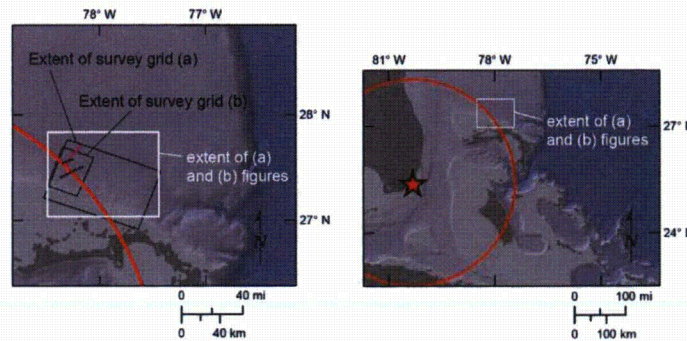 78° W 77° W
Extent of survey grid (a)
Extent of survey grid (b)
28° N
extent of (a)
and (b) figures
27° N
N
0 40 mi
0 40 km
81° W 78° W 75° W
27° N
extent of (a)
and (b) figures
24° N
N
0 100 mi
0 100 km